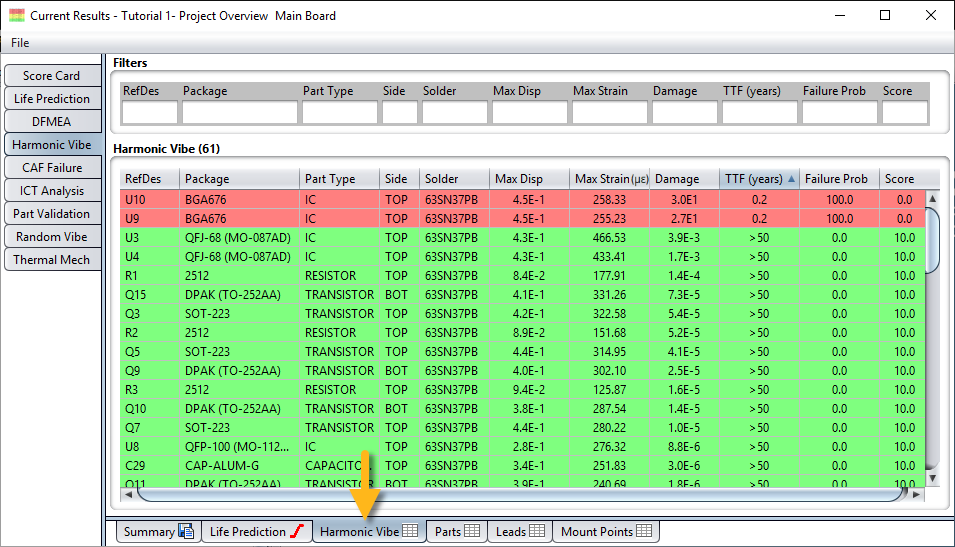 Current Results - Tutorial 1- Project Overview Main Board
File
Score Card
Life Prediction
DFMEA
Harmonic Vibe
CAF Failure
ICT Analysis
Part Validation
Random Vibe
Thermal Mech
Filters
RefDes Package Part Type Side Solder Max Disp Max Strain Damage TTF (years) Failure Prob Score
Harmonic Vibe (61)
RefDes Package Part Type Side Solder Max Disp Max Strain(με) Damage TTF (years) Failure Prob Score
U10 BGA676 IC TOP 63SN37PB 4.5E-1 258.33 3.0E1 0.2 100.0 0.0
U9 BGA676 IC TOP 63SN37PB 4.5E-1 255.23 2.7E1 0.2 100.0 0.0
U3 QFJ-68 (MO-087AD) IC TOP 63SN37PB 4.3E-1 466.53 3.9E-3 >50 0.0 10.0
U4 QFJ-68 (MO-087AD) IC TOP 63SN37PB 4.3E-1 433.41 1.7E-3 >50 0.0 10.0
R1 2512 RESISTOR TOP 63SN37PB 8.4E-2 177.91 1.4E-4 >50 0.0 10.0
Q15 DPAK (TO-252AA) TRANSISTOR BOT 63SN37PB 4.1E-1 331.26 7.3E-5 >50 0.0 10.0
Q3 SOT-223 TRANSISTOR TOP 63SN37PB 4.2E-1 322.58 5.4E-5 >50 0.0 10.0
R2 2512 RESISTOR TOP 63SN37PB 8.9E-2 151.68 5.2E-5 >50 0.0 10.0
Q5 SOT-223 TRANSISTOR TOP 63SN37PB 4.4E-1 314.95 4.1E-5 >50 0.0 10.0
Q9 DPAK (TO-252AA) TRANSISTOR BOT 63SN37PB 4.0E-1 302.10 2.5E-5 >50 0.0 10.0
R3 2512 RESISTOR TOP 63SN37PB 9.4E-2 125.87 1.6E-5 >50 0.0 10.0
Q10 DPAK (TO-252AA) TRANSISTOR BOT 63SN37PB 3.8E-1 287.54 1.4E-5 >50 0.0 10.0
Q7 SOT-223 TRANSISTOR TOP 63SN37PB 4.4E-1 280.22 1.0E-5 >50 0.0 10.0
U8 QFP-100 (MO-112... IC TOP 63SN37PB 2.8E-1 276.32 8.8E-6 >50 0.0 10.0
C29 CAP-ALUM-G CAPACITO... TOP 63SN37PB 3.4E-1 251.83 3.0E-6 >50 0.0 10.0
Q11 DPAK (TO-252AA) TRANSISTOR BOT 63SN37PB 3.9E-1 240.69 1.8E-6 >50 0.0 10.0
Summary Life Prediction Harmonic Vibe Parts Leads Mount Points